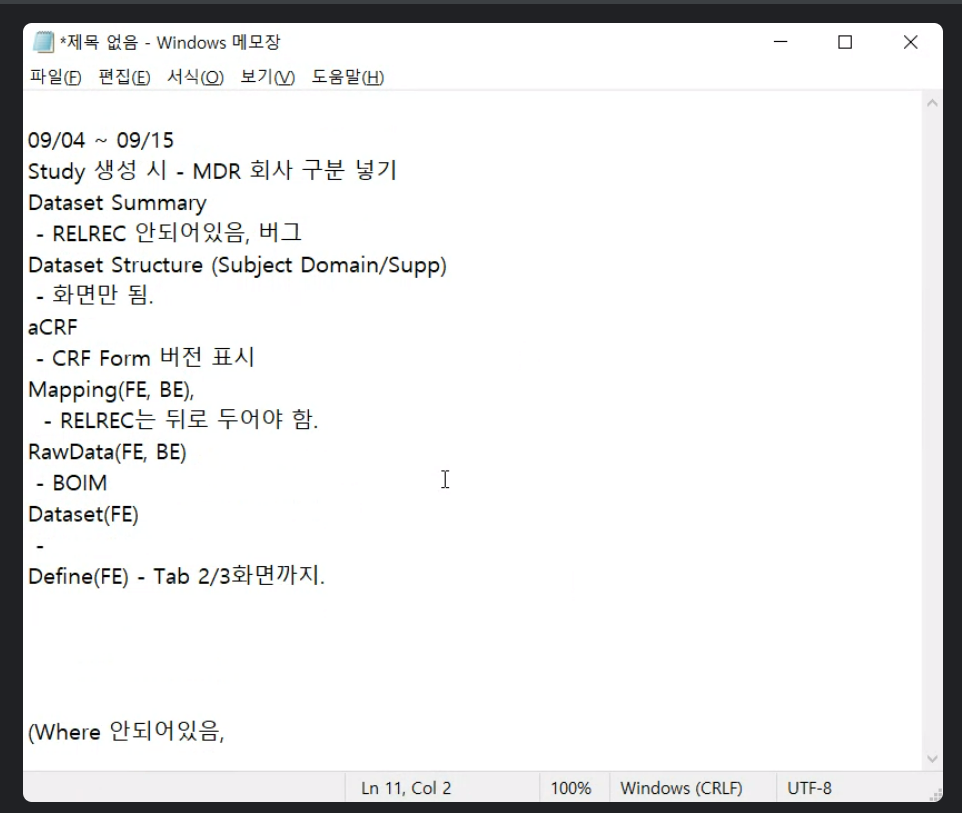 *제목 없음 - Windows 메모장
파일(F) 편집(E) 서식(O) 보기(V) 도움말(H)
09/04 ~ 09/15
Study 생성 시 - MDR 회사 구분 넣기
Dataset Summary
- RELREC 안되어있음, 버그
Dataset Structure (Subject Domain/Supp)
- 화면만 됨.
aCRF
- CRF Form 버전 표시
Mapping(FE, BE),
- RELREC는 뒤로 두어야 함.
RawData(FE, BE)
- BOIM
Dataset(FE)
-
Define(FE) - Tab 2/3화면까지.
(Where 안되어있음,
Ln 11, Col 2 100% Windows (CRLF) UTF-8